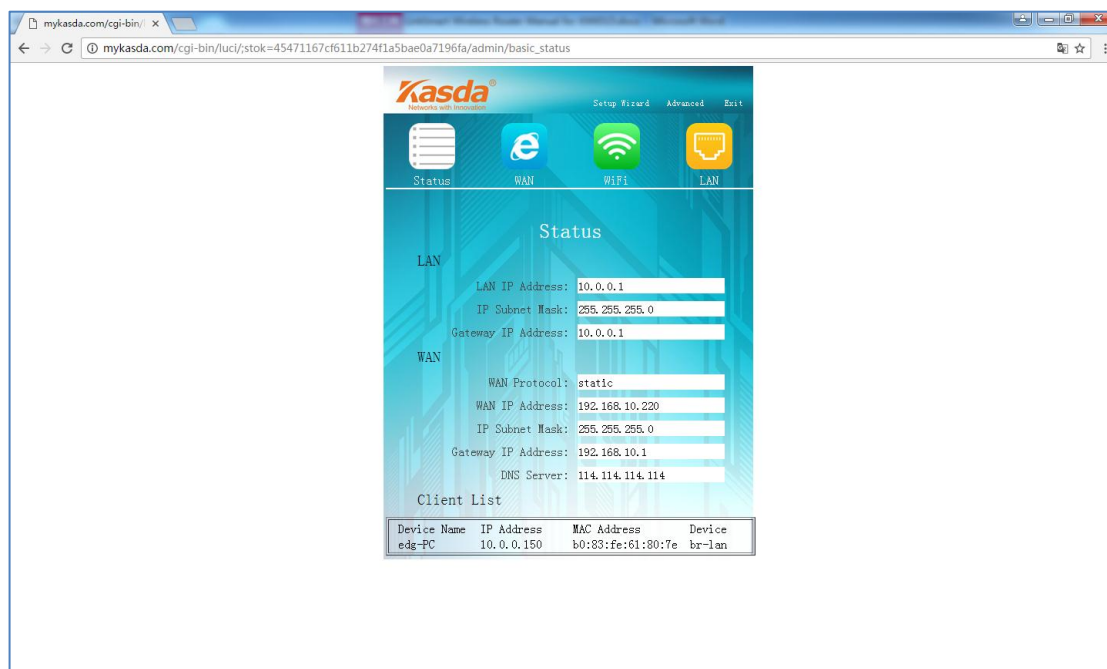 mykasda.com/cgi-bin/l
mykasda.com/cgi-bin/luci/;stok=45471167cf611b274f1a5bae0a7196fa/admin/basic_status
Kasda®
Networks with Innovation
Setup Wizard Advanced Exit
Status WAN WiFi LAN
Status
LAN
LAN IP Address: 10.0.0.1
IP Subnet Mask: 255.255.255.0
Gateway IP Address: 10.0.0.1
WAN
WAN Protocol: static
WAN IP Address: 192.168.10.220
IP Subnet Mask: 255.255.255.0
Gateway IP Address: 192.168.10.1
DNS Server: 114.114.114.114
Client List
Device Name IP Address MAC Address Device
edg-PC 10.0.0.150 b0:83:fe:61:80:7e br-lan